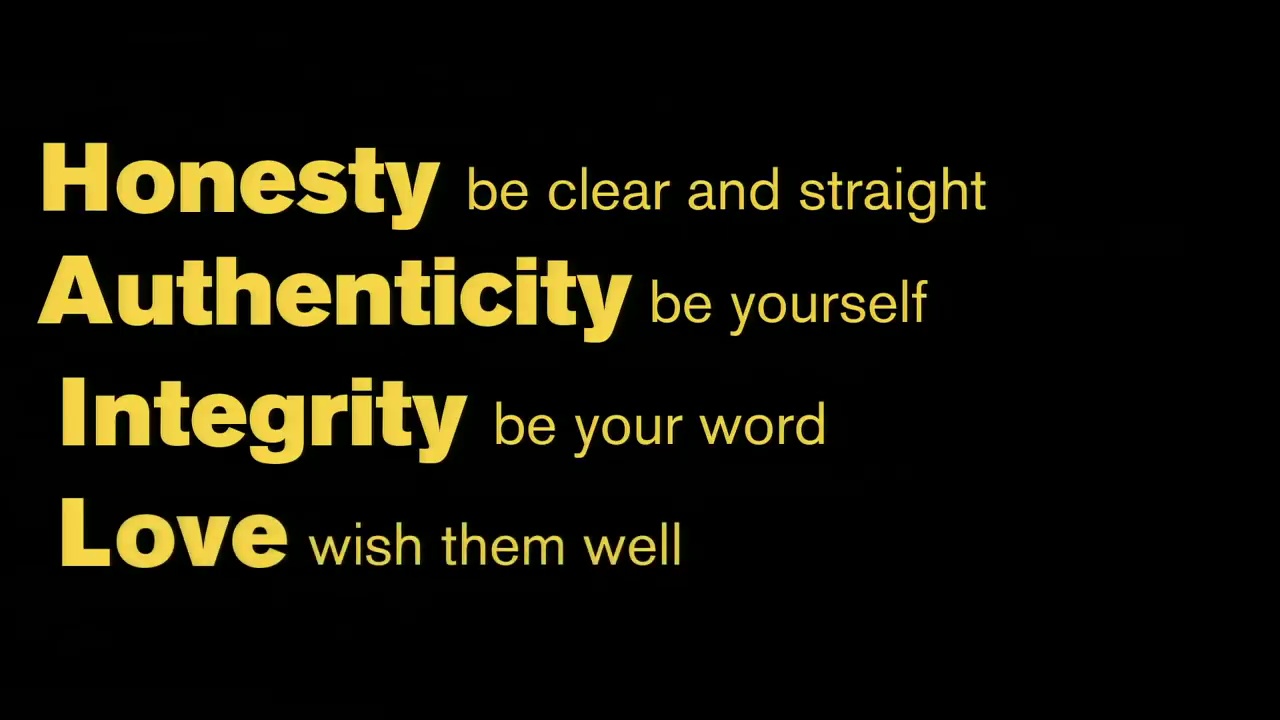 Honesty be clear and straight
Authenticity be yourself
Integrity be your word
Love wish them well